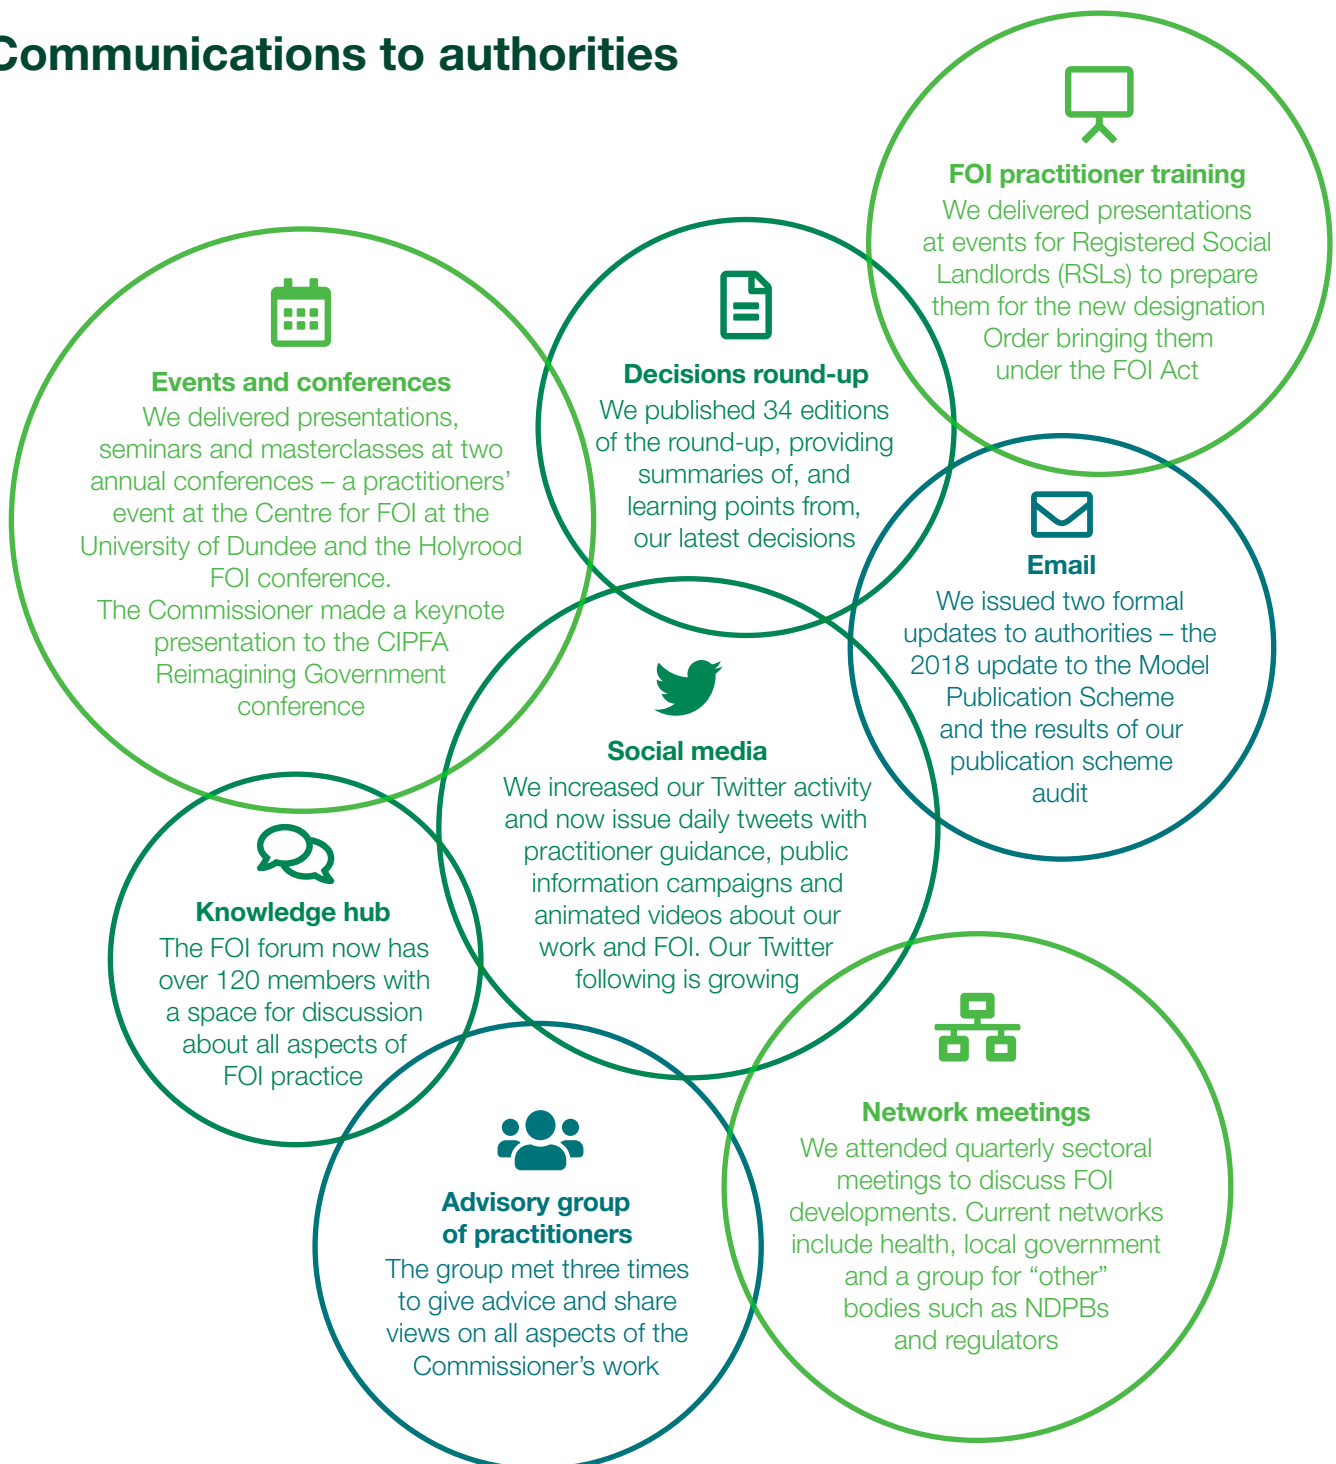 Communications to authorities
FOI practitioner training
We delivered presentations
at events for Registered Social
Landlords (RSLs) to prepare
them for the new designation
Order bringing them
under the FOI Act
Events and conferences
We delivered presentations,
seminars and masterclasses at two
annual conferences – a practitioners’
event at the Centre for FOI at the
University of Dundee and the Holyrood
FOI conference.
The Commissioner made a keynote
presentation to the CIPFA
Reimagining Government
conference
Decisions round-up
We published 34 editions
of the round-up, providing
summaries of, and
learning points from,
our latest decisions
Email
We issued two formal
updates to authorities – the
2018 update to the Model
Publication Scheme
and the results of our
publication scheme
audit
Social media
We increased our Twitter activity
and now issue daily tweets with
practitioner guidance, public
information campaigns and
animated videos about our
work and FOI. Our Twitter
following is growing
Knowledge hub
The FOI forum now has
over 120 members with
a space for discussion
about all aspects of
FOI practice
Network meetings
We attended quarterly sectoral
meetings to discuss FOI
developments. Current networks
include health, local government
and a group for “other”
bodies such as NDPBs
and regulators
Advisory group
of practitioners
The group met three times
to give advice and share
views on all aspects of the
Commissioner’s work